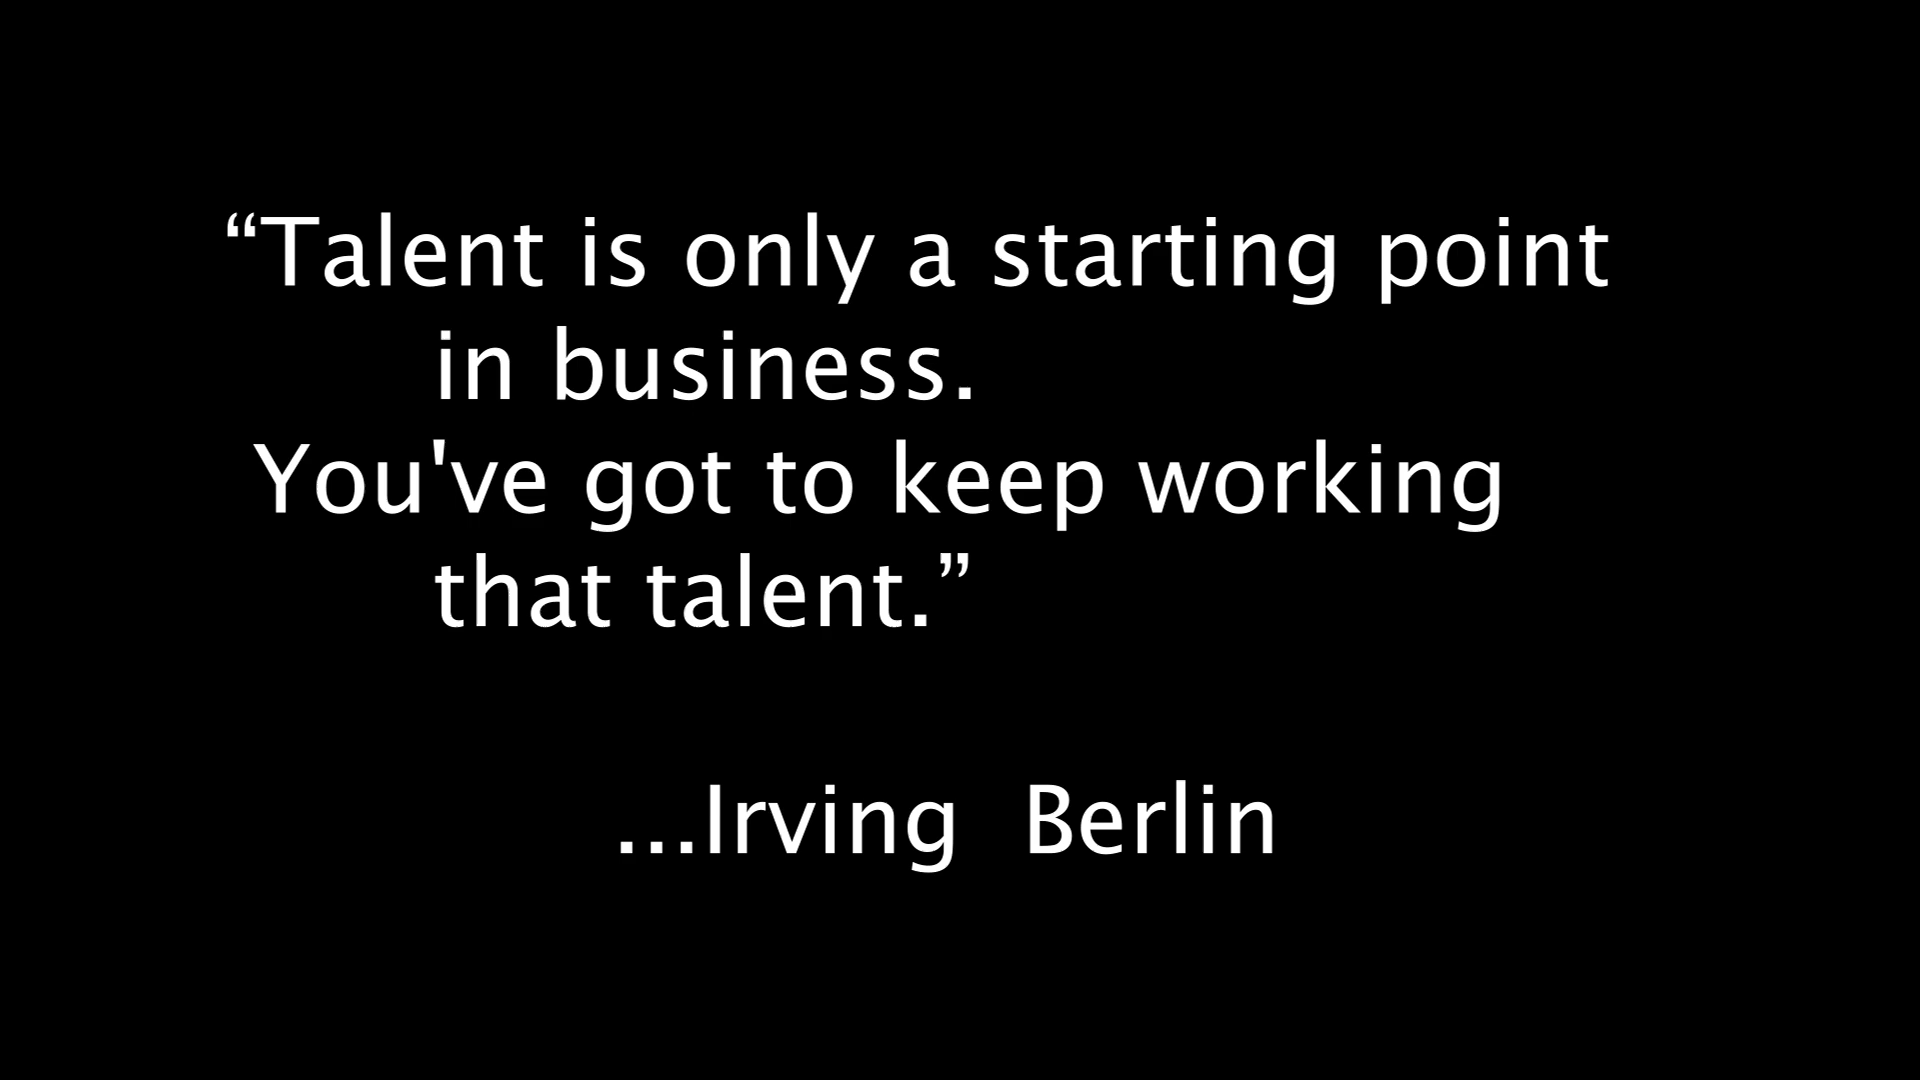 “Talent is only a starting point
in business.
You've got to keep working
that talent.”
...Irving  Berlin